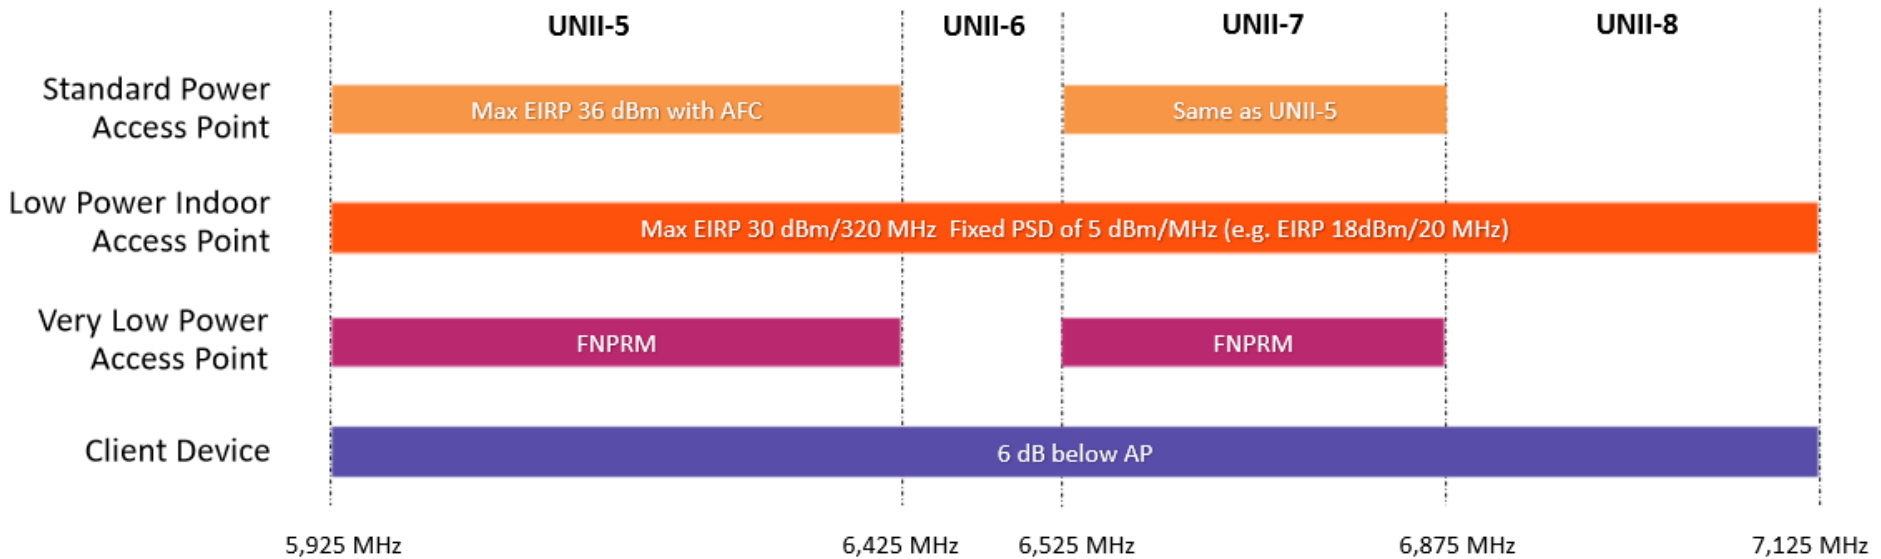 UNII-5
UNII-6
UNII-7
UNII-8
Standard Power
Access Point
Max EIRP 36 dBm with AFC
Same as UNII-5
Low Power Indoor
Access Point
Max EIRP 30 dBm/320 MHz  Fixed PSD of 5 dBm/MHz (e.g. EIRP 18dBm/20 MHz)
Very Low Power
Access Point
FNPRM
FNPRM
Client Device
6 dB below AP
5,925 MHz
6,425 MHz
6,525 MHz
6,875 MHz
7,125 MHz